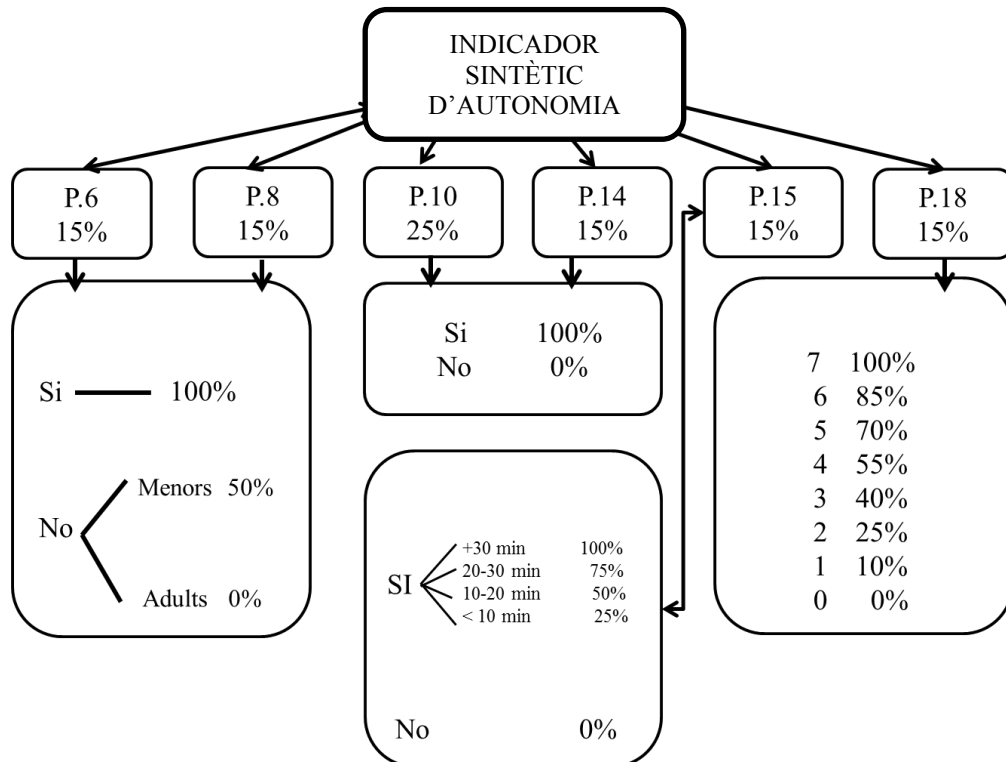 INDICADOR
SINTÈTIC
D’AUTONOMIA
P.6
15%
P.8
15%
P.10
25%
P.14
15%
P.15
15%
P.18
15%
Si 100%
No
Menors 50%
Adults 0%
Si 100%
No 0%
SI
+30 min 100%
20-30 min 75%
10-20 min 50%
< 10 min 25%
No 0%
7 100%
6 85%
5 70%
4 55%
3 40%
2 25%
1 10%
0 0%